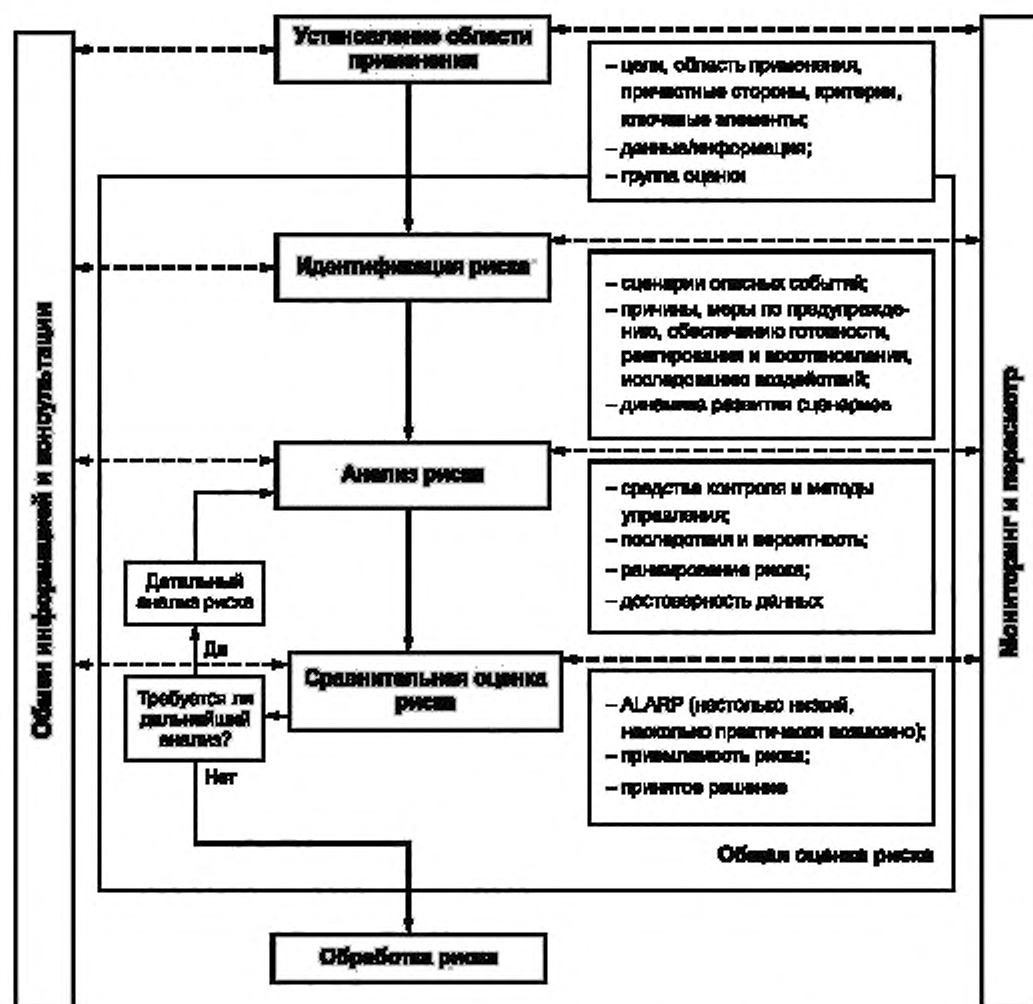 Установление области
применения
– цели, область применения,
причастные стороны, критерии,
ключевые элементы;
– данные/информация;
– группа оценки
Идентификация риска
– сценарии опасных событий;
– причины, меры по предупрежде-
нию, обеспечению готовности,
реагирования и восстановления,
исследованию воздействий;
– динамика развития сценариев
Анализ риска
– средства контроля и методы
управления;
– последствия и вероятность;
– ранжирование риска;
– достоверность данных
Детальный
анализ риска
Да
Сравнительная оценка
риска
Требуется ли
дальнейший
анализ?
Нет
– ALARP (настолько низкий,
насколько практически возможно);
– приемлемость риска;
– принятое решение
Общая оценка риска
Обработка риска
Обмен информацией и консультации
Мониторинг и пересмотр